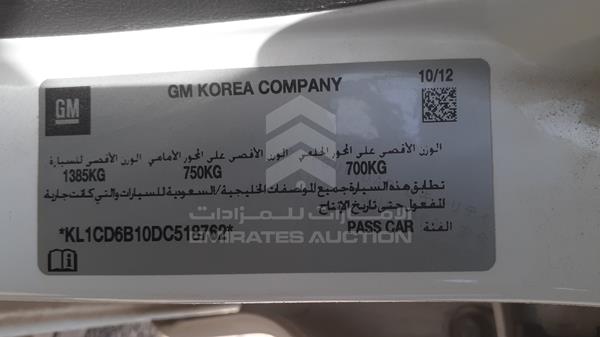 GM
GM KOREA COMPANY
10/12
الوزن الأقصى على المحور الخلفي الوزن الأقصى على المحور الأمامي الوزن الأقصى للسيارة
700KG 750KG 1385KG
تطابق هذه السيارة جميع المواصفات الخليجية/السعودية للسيارات والتي كانت جارية
المفعول حتى تاريخ الإنتاج
الإمارات للمزادات
EMIRATES AUCTION
الفئة: PASS CAR
*KL1CD6B10DC512762*